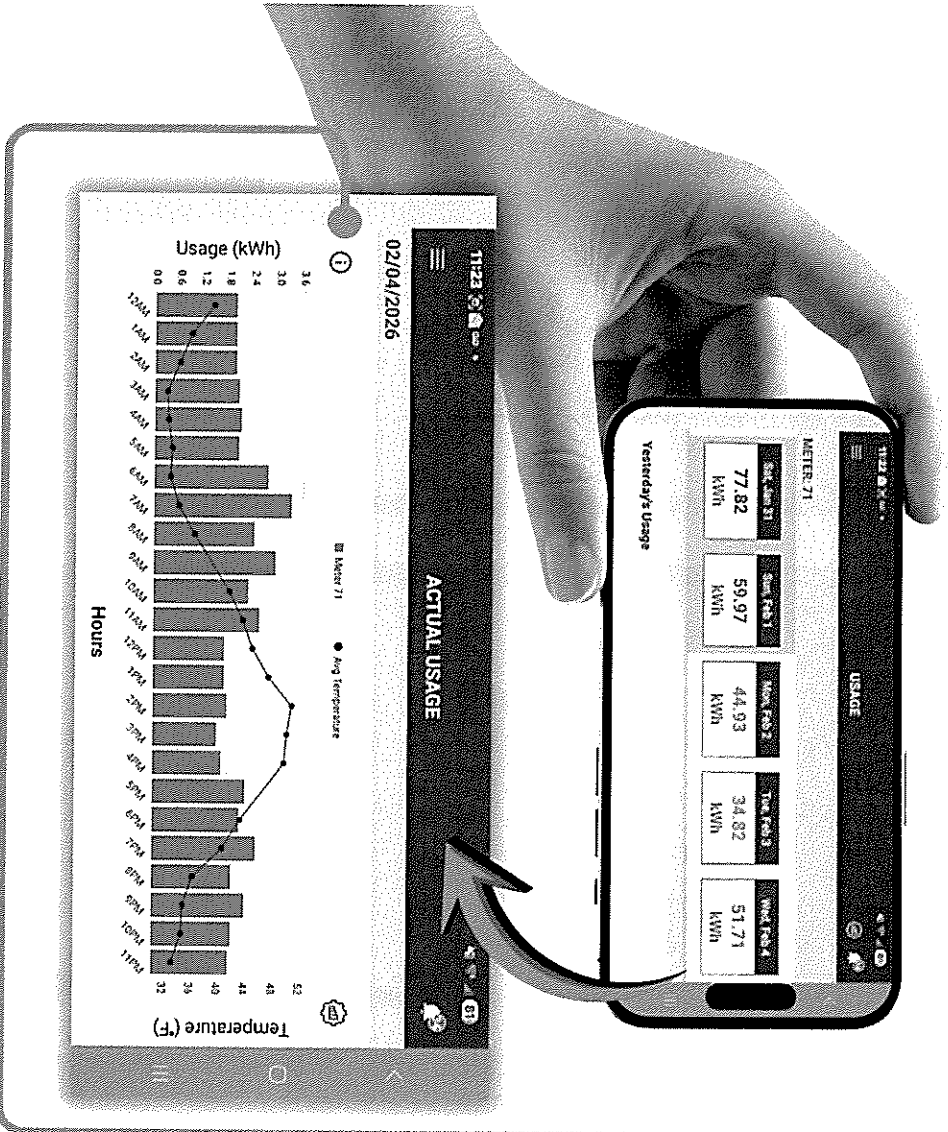 11:22
81
USAGE
METER: 71
Sat, Jan 31
Sun, Feb 1
Mon, Feb 2
Tue, Feb 3
Wed, Feb 4
77.82
59.97
44.93
34.82
51.71
kWh
kWh
kWh
kWh
kWh
Yesterday's Usage
11:22
81
ACTUAL USAGE
02/04/2026
Meter 71
Avg Temperature
Usage (kWh)
3.6
3.0
2.4
1.8
1.2
0.6
0.0
Temperature (°F)
52
48
44
40
36
32
12AM
1AM
2AM
3AM
4AM
5AM
6AM
7AM
8AM
9AM
10AM
11AM
12PM
1PM
2PM
3PM
4PM
5PM
6PM
7PM
8PM
9PM
10PM
11PM
Hours